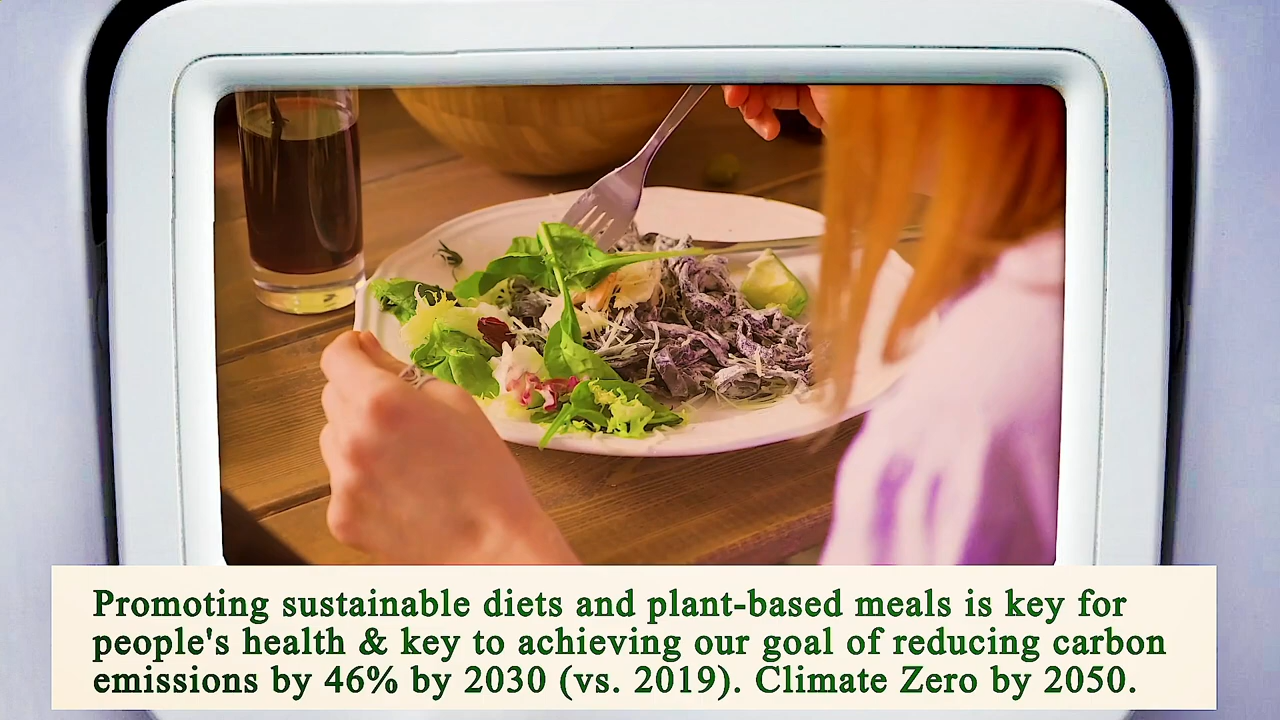 Promoting sustainable diets and plant-based meals is key for
people's health & key to achieving our goal of reducing carbon
emissions by 46% by 2030 (vs. 2019). Climate Zero by 2050.